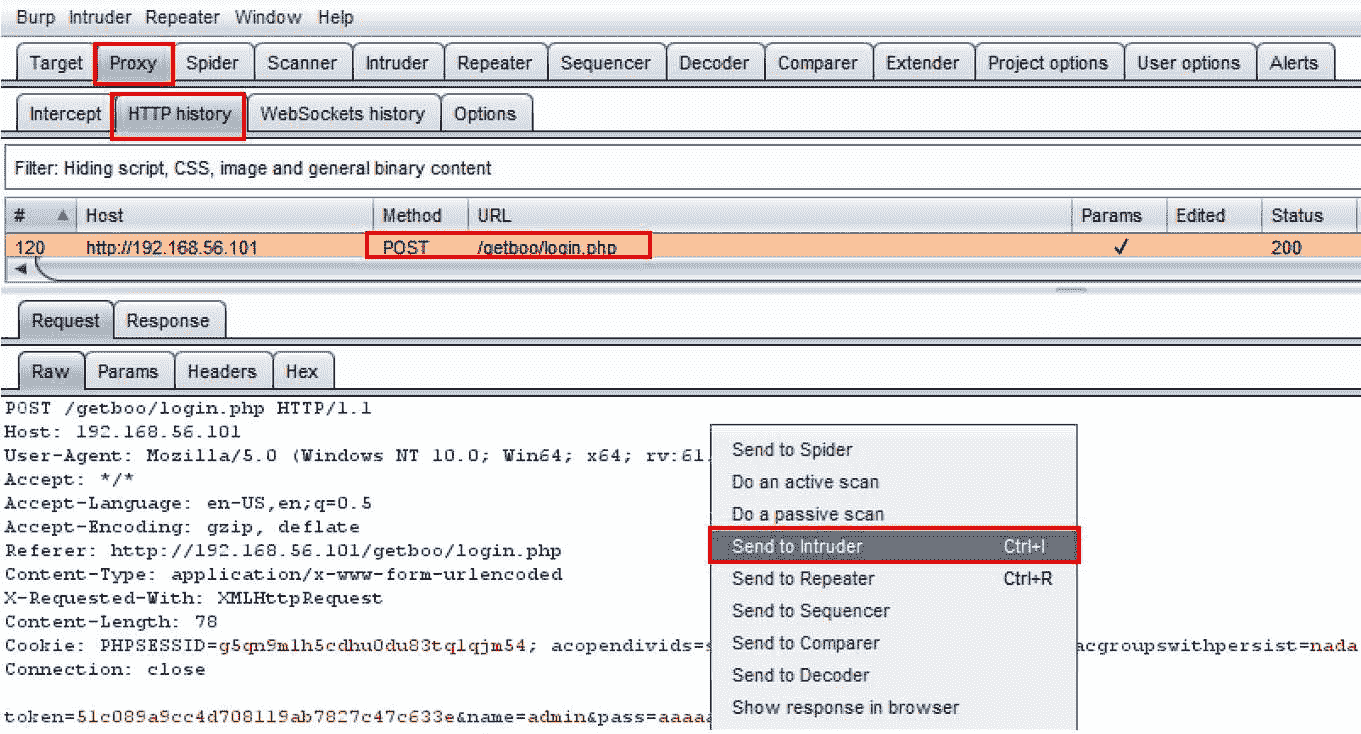 Burp Intruder Repeater Window Help
Target Proxy Spider Scanner Intruder Repeater Sequencer Decoder Comparer Extender Project options User options Alerts
Intercept HTTP history WebSockets history Options
Filter: Hiding script, CSS, image and general binary content
# Host Method URL Params Edited Status
120 http://192.168.56.101 POST /getboo/login.php ✓ 200
Request Response
Raw Params Headers Hex
POST /getboo/login.php HTTP/1.1
Host: 192.168.56.101
User-Agent: Mozilla/5.0 (Windows NT 10.0; Win64; x64; rv:61.
Accept: */*
Accept-Language: en-US,en;q=0.5
Accept-Encoding: gzip, deflate
Referer: http://192.168.56.101/getboo/login.php
Content-Type: application/x-www-form-urlencoded
X-Requested-With: XMLHttpRequest
Content-Length: 78
Cookie: PHPSESSID=g5qn9mlh5cdhu0du83tq1qjm54; acopendivids= acgroupswithpersist=nada
Connection: close
token=51c089a9cc4d708119ab7827c47c633e&name=admin&pass=aaaaa
Send to Spider
Do an active scan
Do a passive scan
Send to Intruder Ctrl+I
Send to Repeater Ctrl+R
Send to Sequencer
Send to Comparer
Send to Decoder
Show response in browser